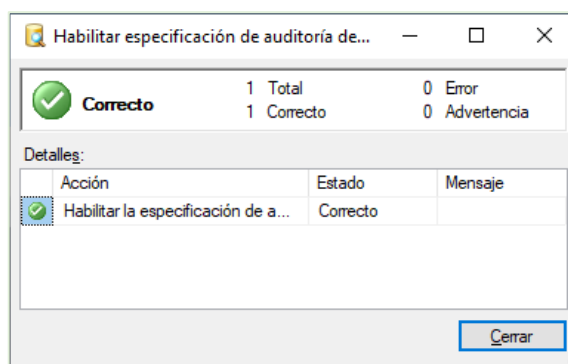 Habilitar especificación de auditoría de...
Correcto
1 Total
0 Error
1 Correcto
0 Advertencia
Detalles:
Acción Estado Mensaje
Habilitar la especificación de a... Correcto
Cerrar